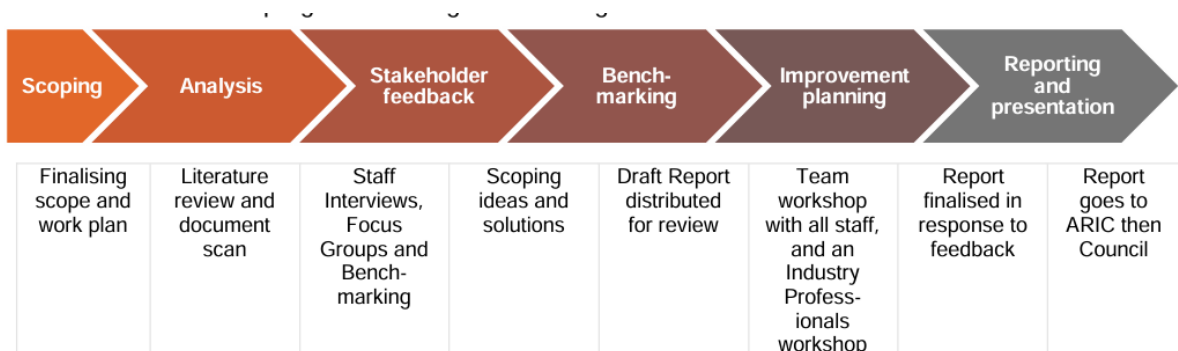 Scoping
Analysis
Stakeholder
feedback
Bench-
marking
Improvement
planning
Reporting
and
presentation
Finalising
scope and
work plan
Literature
review and
document
scan
Staff
Interviews,
Focus
Groups and
Bench-
marking
Scoping
ideas and
solutions
Draft Report
distributed
for review
Team
workshop
with all staff,
and an
Industry
Profess-
ionals
workshop
Report
finalised in
response to
feedback
Report
goes to
ARIC then
Council